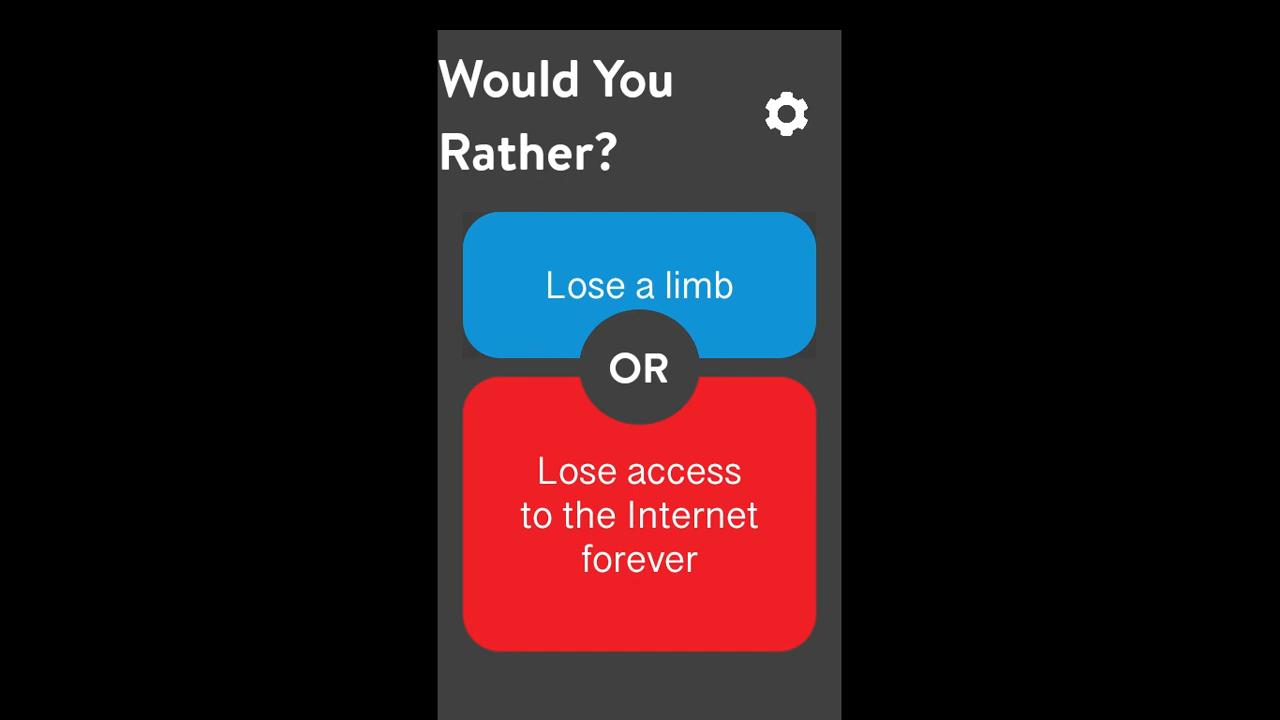 Would You
Rather?
Lose a limb
OR
Lose access
to the Internet
forever